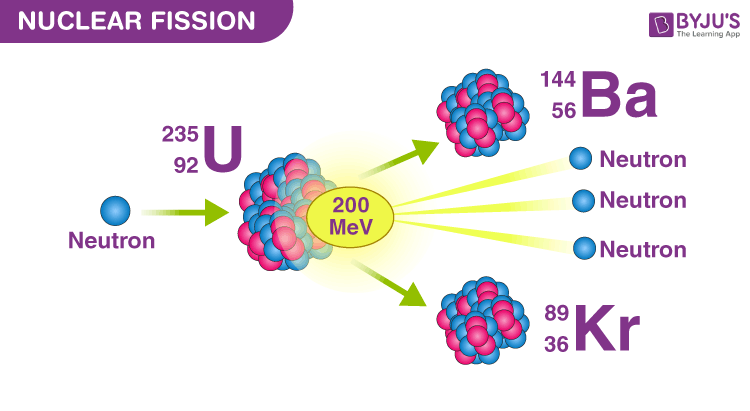 NUCLEAR FISSION
BYJU'S
The Learning App
235
92
U
Neutron
200
MeV
144
56
Ba
Neutron
Neutron
Neutron
89
36
Kr